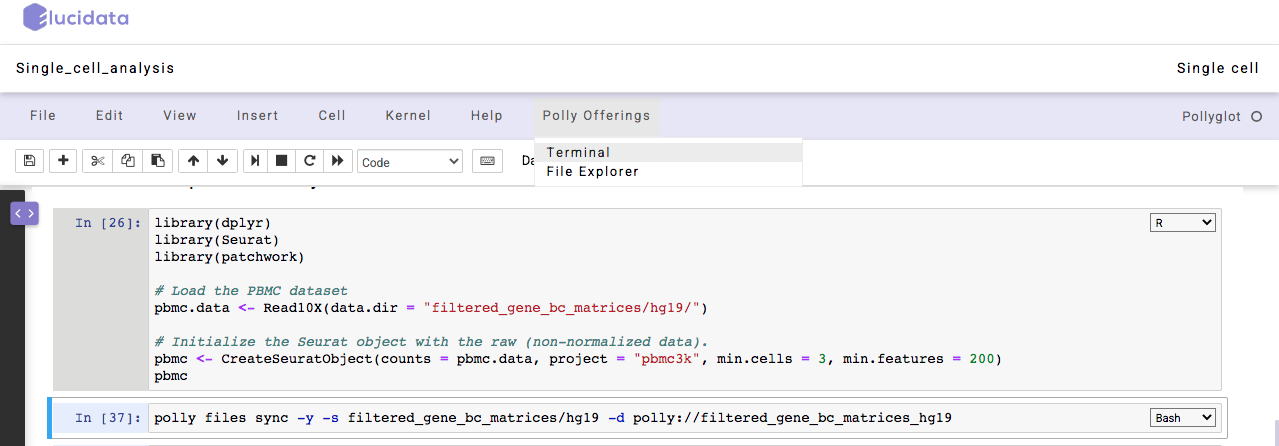 Elucidata
Single_cell_analysis
Single cell
File Edit View Insert Cell Kernel Help Polly Offerings Pollyglot
Code Da
Terminal
File Explorer
In [26]: library(dplyr) R
library(Seurat)
library(patchwork)
# Load the PBMC dataset
pbmc.data <- Read10X(data.dir = "filtered_gene_bc_matrices/hg19/")
# Initialize the Seurat object with the raw (non-normalized data).
pbmc <- CreateSeuratObject(counts = pbmc.data, project = "pbmc3k", min.cells = 3, min.features = 200)
pbmc
In [37]: polly files sync -y -s filtered_gene_bc_matrices/hg19 -d polly://filtered_gene_bc_matrices_hg19 Bash